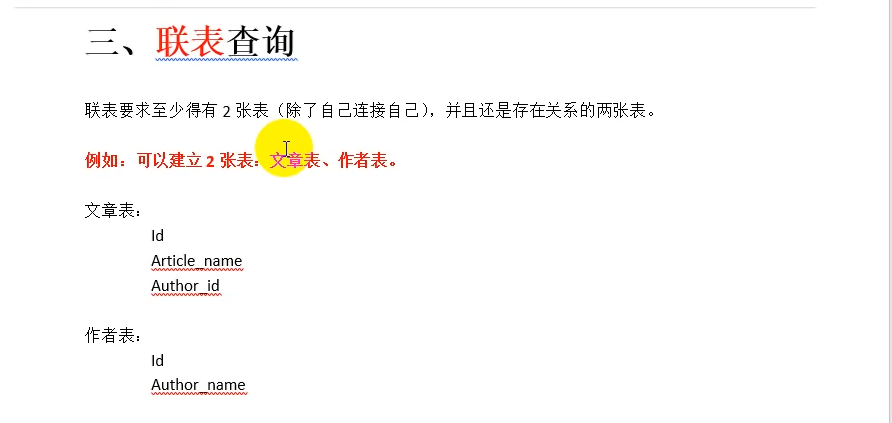 三、联表查询
联表要求至少得有 2 张表（除了自己连接自己），并且还是存在关系的两张表。
例如：可以建立 2 张表：文章表、作者表。
文章表：
Id
Article_name
Author_id
作者表：
Id
Author_name